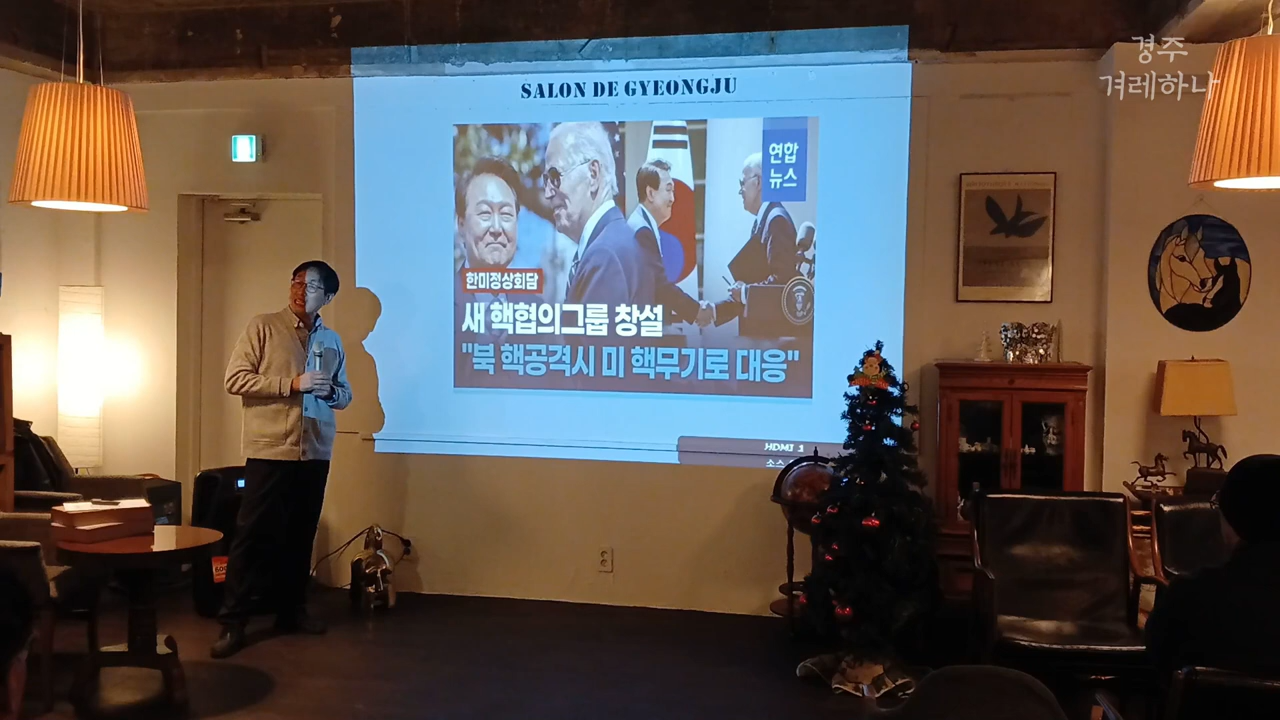 경주
겨레하나
SALON DE GYEONGJU
연합
뉴스
한미정상회담
새 핵협의그룹 창설
"북 핵공격시 미 핵무기로 대응"
HDMI 1